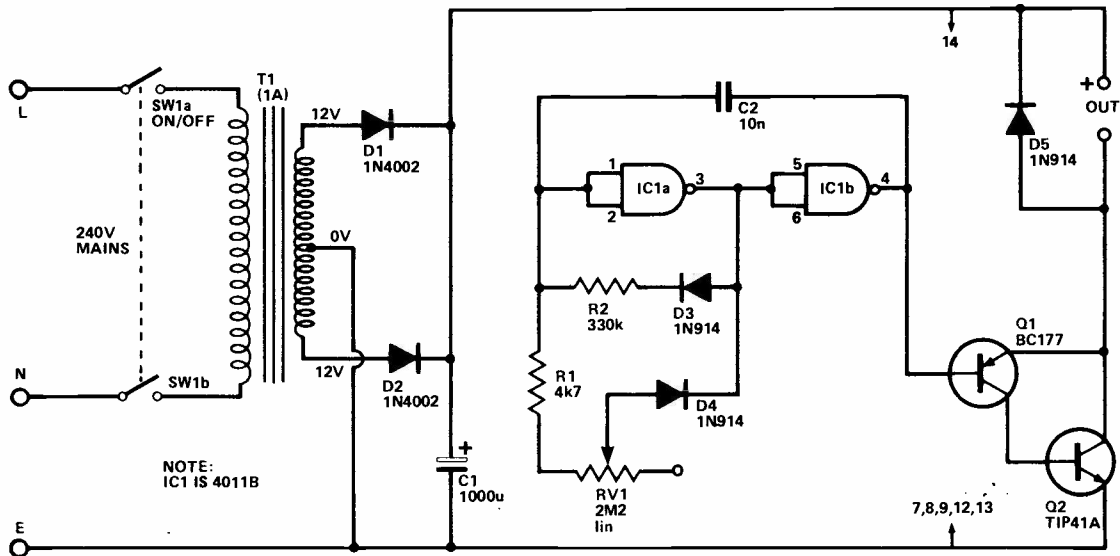 L
SW1a
ON/OFF
T1
(1A)
12V
D1
1N4002
240V
MAINS
0V
N
SW1b
12V
D2
1N4002
NOTE:
IC1 IS 4011B
+
C1
1000u
E
C2
10n
1
2
IC1a
3
5
6
IC1b
4
R2
330k
D3
1N914
R1
4k7
D4
1N914
RV1
2M2
lin
14
D5
1N914
+
OUT
Q1
BC177
7,8,9,12,13
Q2
TIP41A